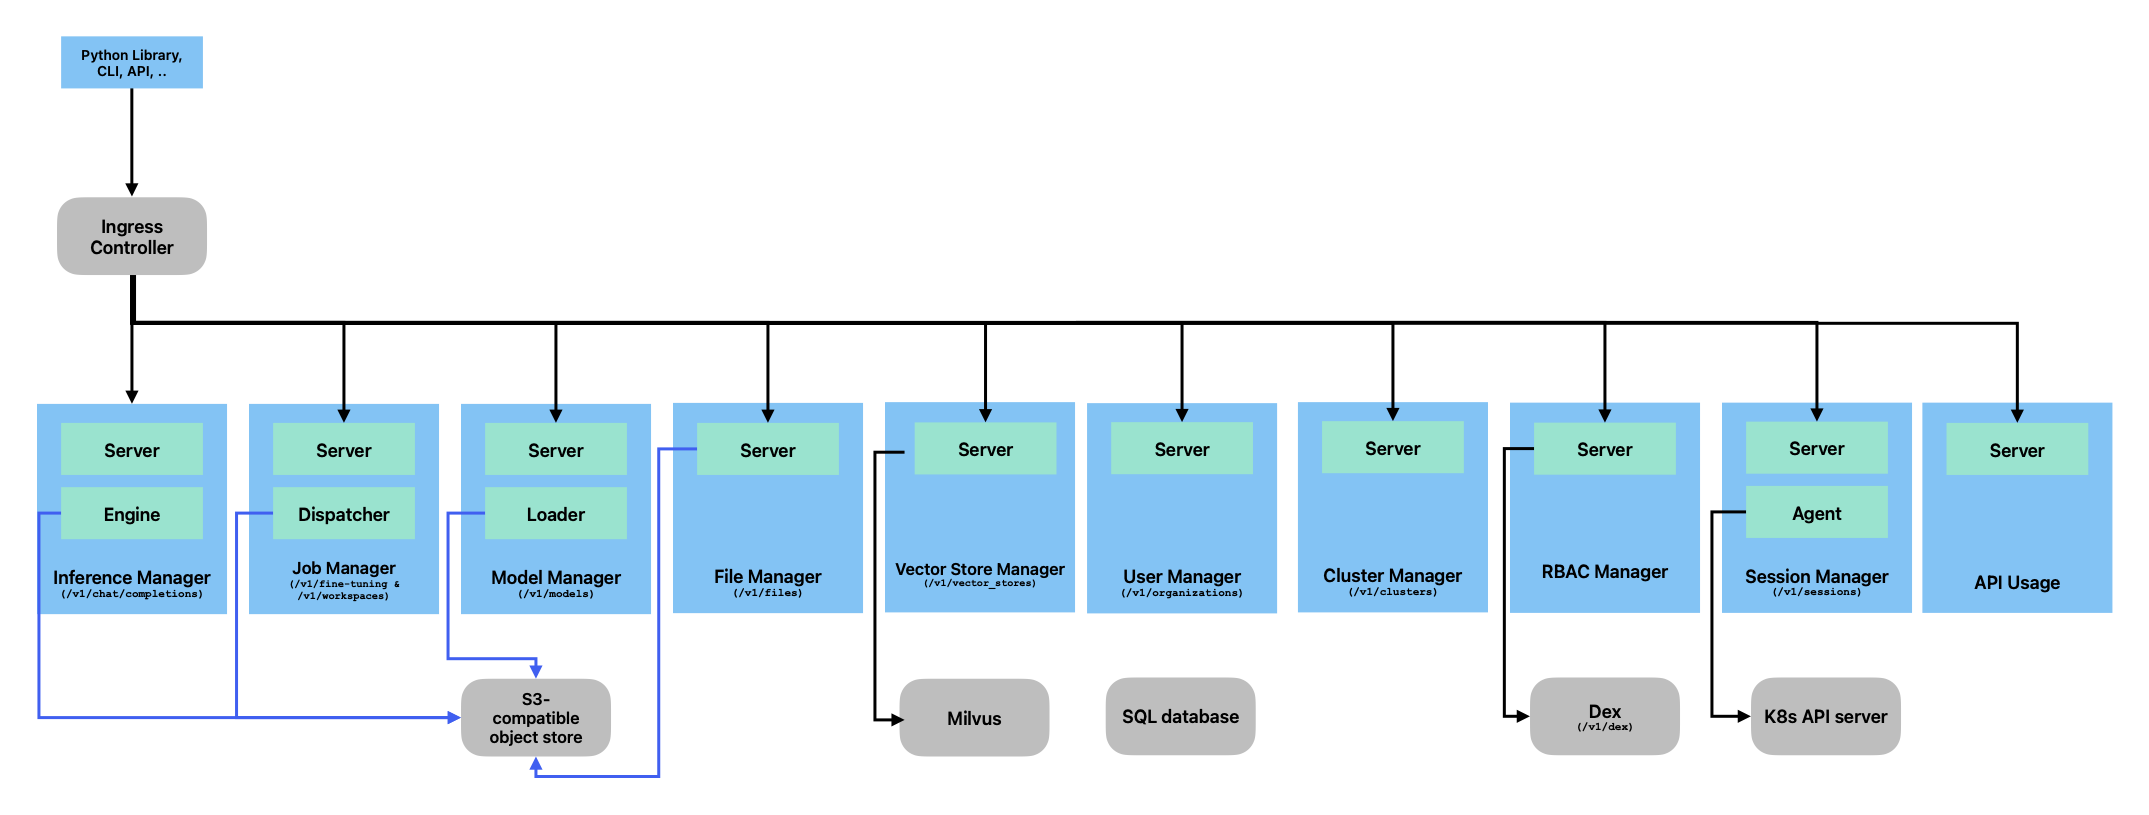 Python Library,
CLI, API, ..
Ingress
Controller
Server
Engine
Inference Manager
(/v1/chat/completions)
Server
Dispatcher
Job Manager
(/v1/fine-tuning &
/v1/workspaces)
Server
Loader
Model Manager
(/v1/models)
Server
File Manager
(/v1/files)
Server
Vector Store Manager
(/v1/vector_stores)
Server
User Manager
(/v1/organizations)
Server
Cluster Manager
(/v1/clusters)
Server
RBAC Manager
Server
Agent
Session Manager
(/v1/sessions)
Server
API Usage
S3-
compatible
object store
Milvus
SQL database
Dex
(/v1/dex)
K8s API server